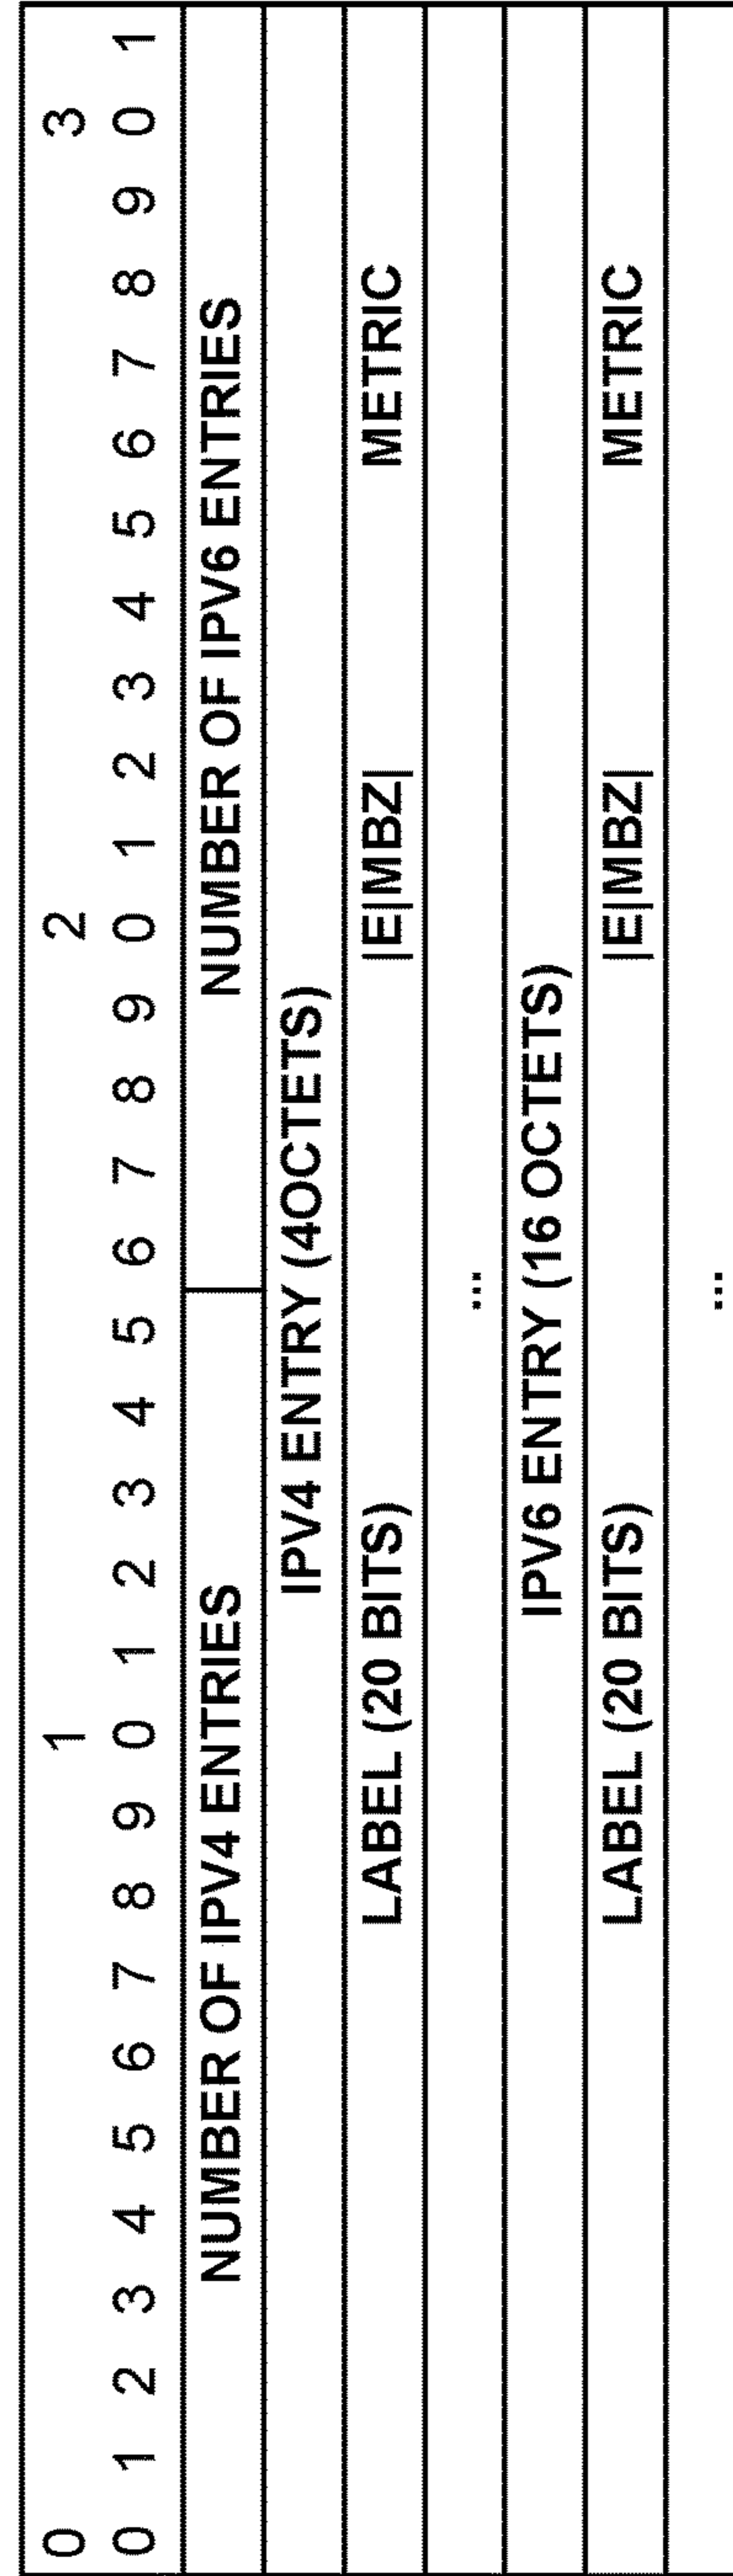 0 1 2 3
0 1 2 3 4 5 6 7 8 9 0 1 2 3 4 5 6 7 8 9 0 1 2 3 4 5 6 7 8 9 0 1
NUMBER OF IPV4 ENTRIES NUMBER OF IPV6 ENTRIES
IPV4 ENTRY (4OCTETS)
LABEL (20 BITS) |E|MBZ| METRIC
...
IPV6 ENTRY (16 OCTETS)
LABEL (20 BITS) |E|MBZ| METRIC
...